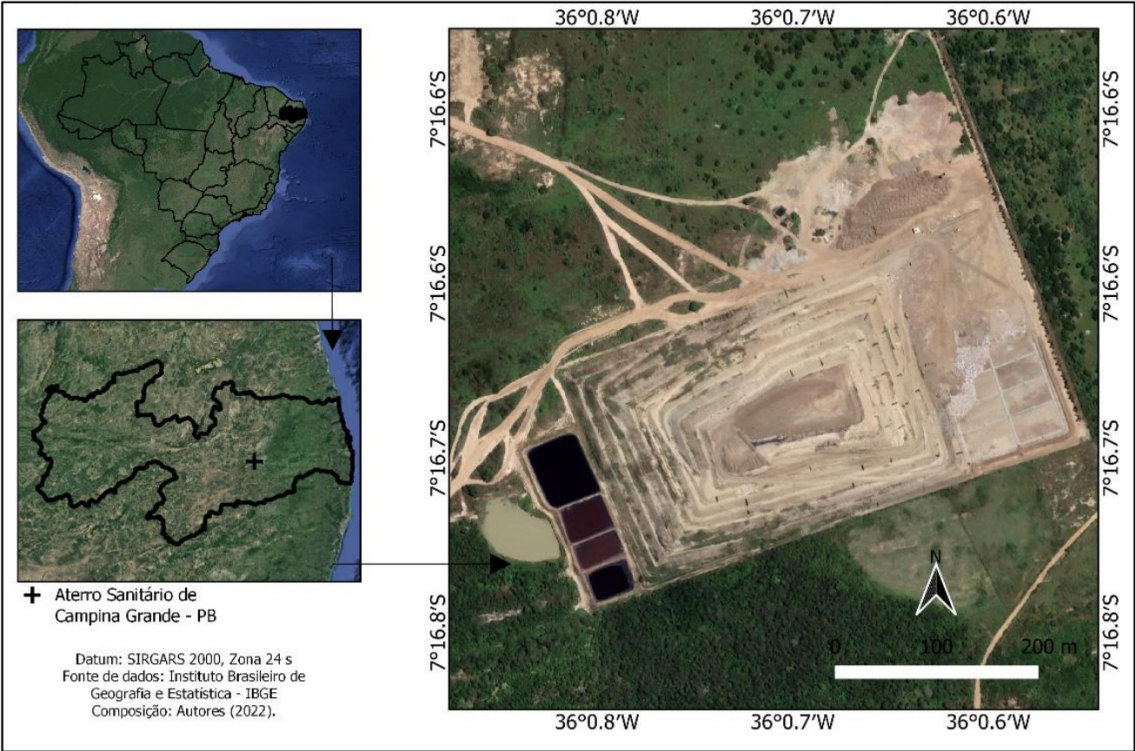 36°0.8'W 36°0.7'W 36°0.6'W
7°16.6'S 7°16.6'S
7°16.6'S 7°16.6'S
7°16.7'S 7°16.7'S
7°16.8'S 7°16.8'S
N
0 100 200 m
36°0.8'W 36°0.7'W 36°0.6'W
Aterro Sanitário de
Campina Grande - PB
Datum: SIRGARS 2000, Zona 24 s
Fonte de dados: Instituto Brasileiro de
Geografia e Estatística - IBGE
Composição: Autores (2022).